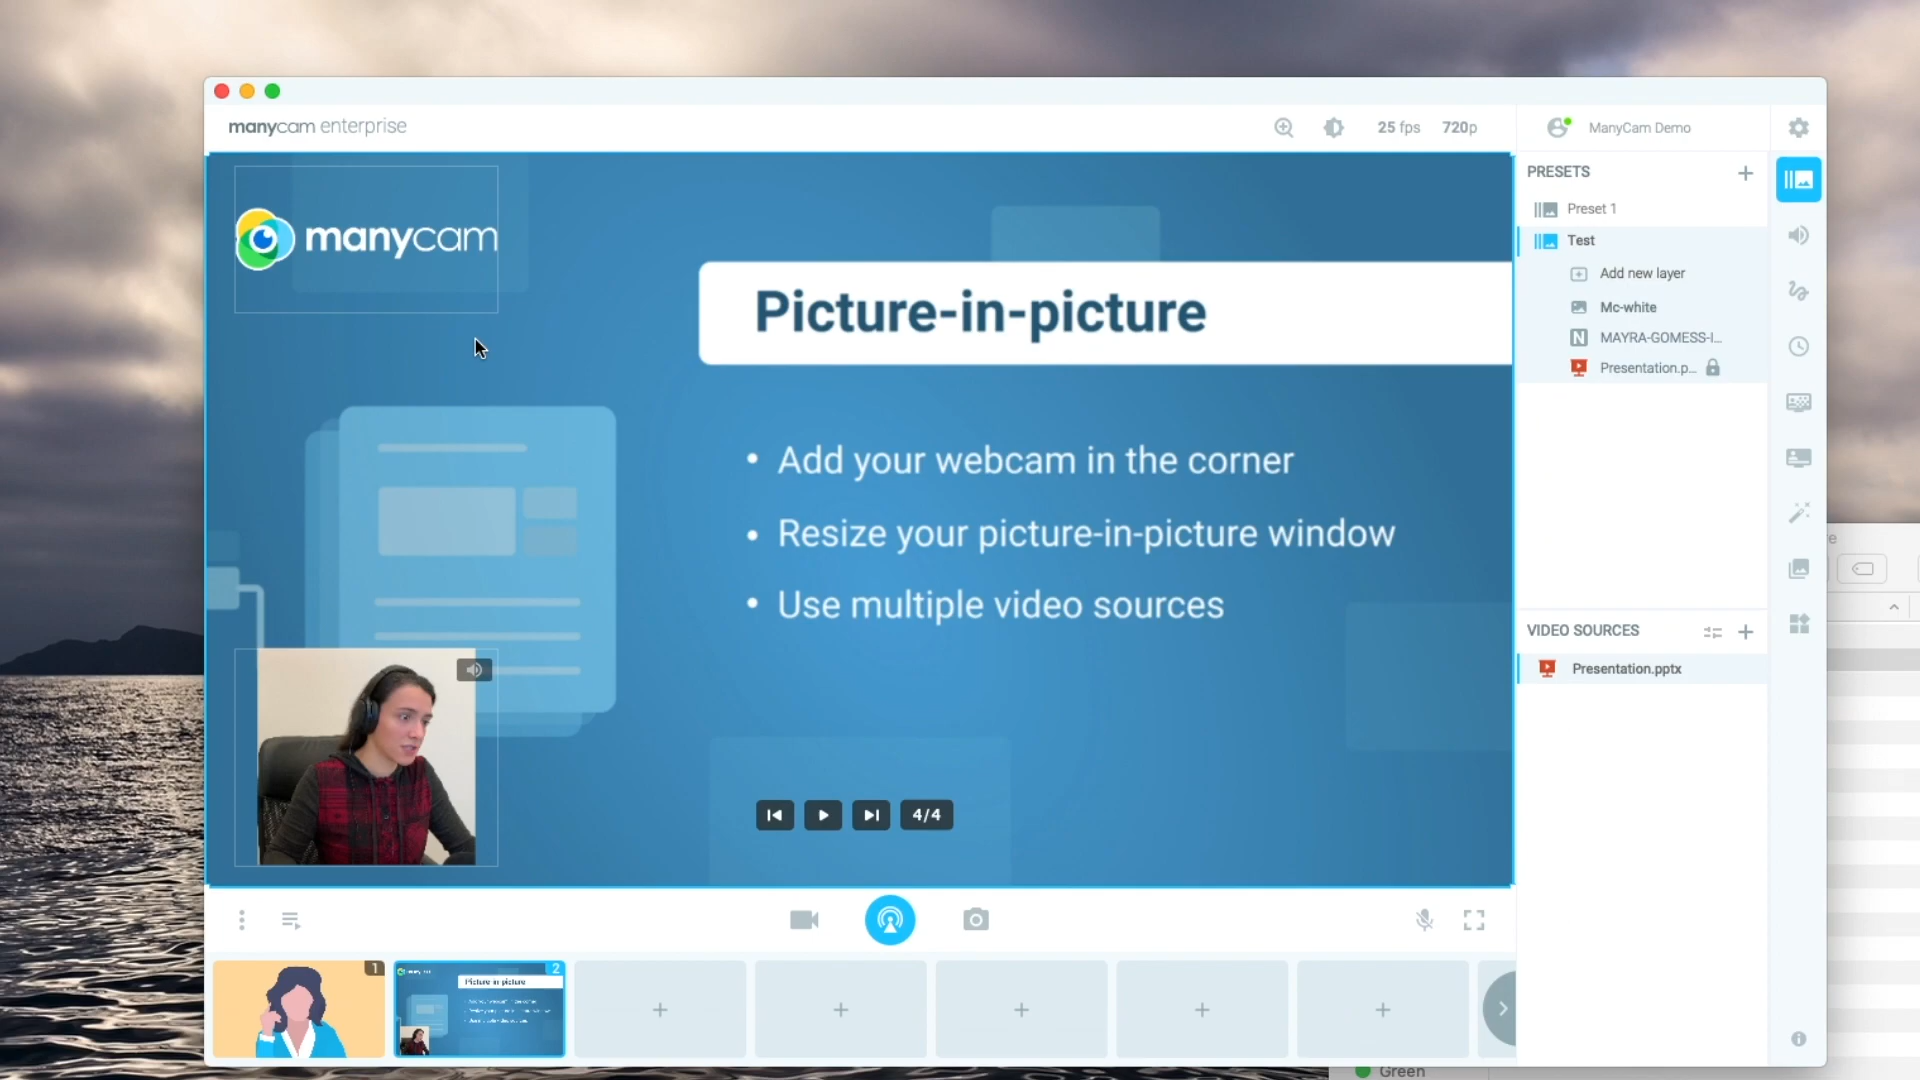 manycam enterprise
25 fps 720p
ManyCam Demo
PRESETS
Preset 1
Test
Add new layer
Mc-white
MAYRA-GOMESS-I...
Presentation.p...
manycam
Picture-in-picture
• Add your webcam in the corner
• Resize your picture-in-picture window
• Use multiple video sources
4/4
VIDEO SOURCES
Presentation.pptx
1
2
Picture in picture
Green